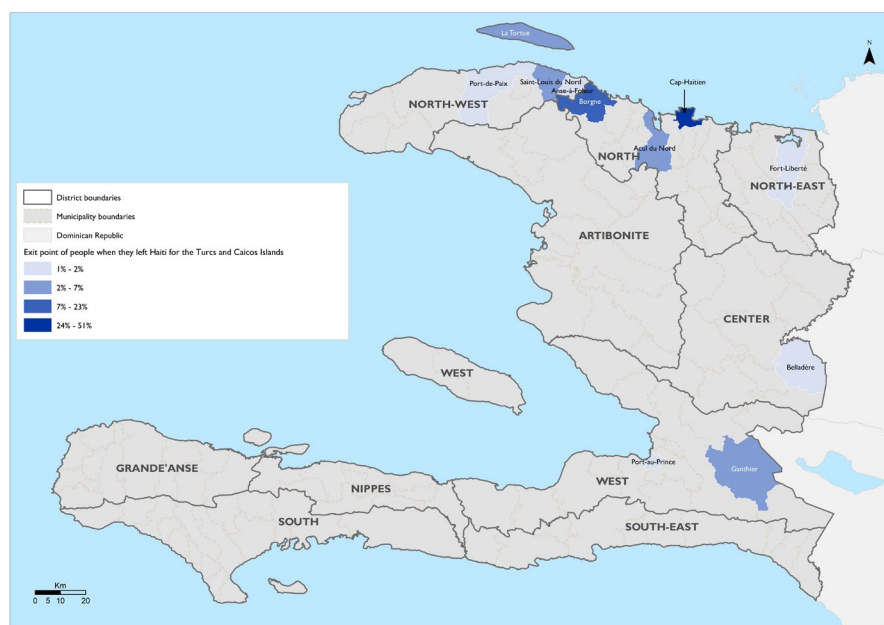 N
La Tortue
Port-de-Paix
Saint-Louis du Nord
Anse-à-Foleur
Borgne
Cap-Haïtien
NORTH-WEST
NORTH
Acul du Nord
Fort-Liberté
NORTH-EAST
District boundaries
Municipality boundaries
Dominican Republic
Exit point of people when they left Haiti for the Turcs and Caicos Islands
1% - 2%
2% - 7%
7% - 23%
24% - 51%
ARTIBONITE
CENTER
WEST
Belladère
GRANDE'ANSE
NIPPES
SOUTH
Port-au-Prince
WEST
Ganthier
SOUTH-EAST
Km
0 5 10 20